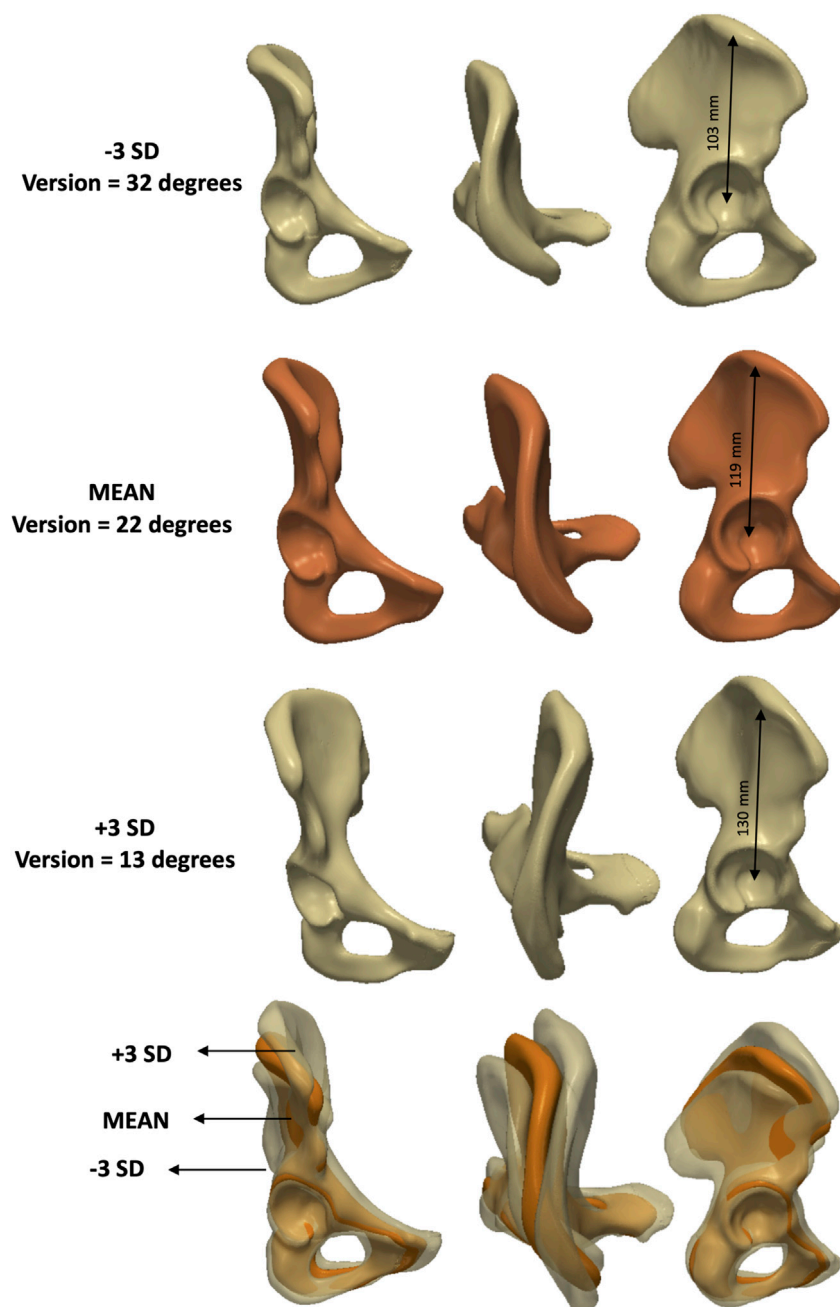 -3 SD
Version = 32 degrees
103 mm
MEAN
Version = 22 degrees
119 mm
+3 SD
Version = 13 degrees
130 mm
+3 SD
MEAN
-3 SD